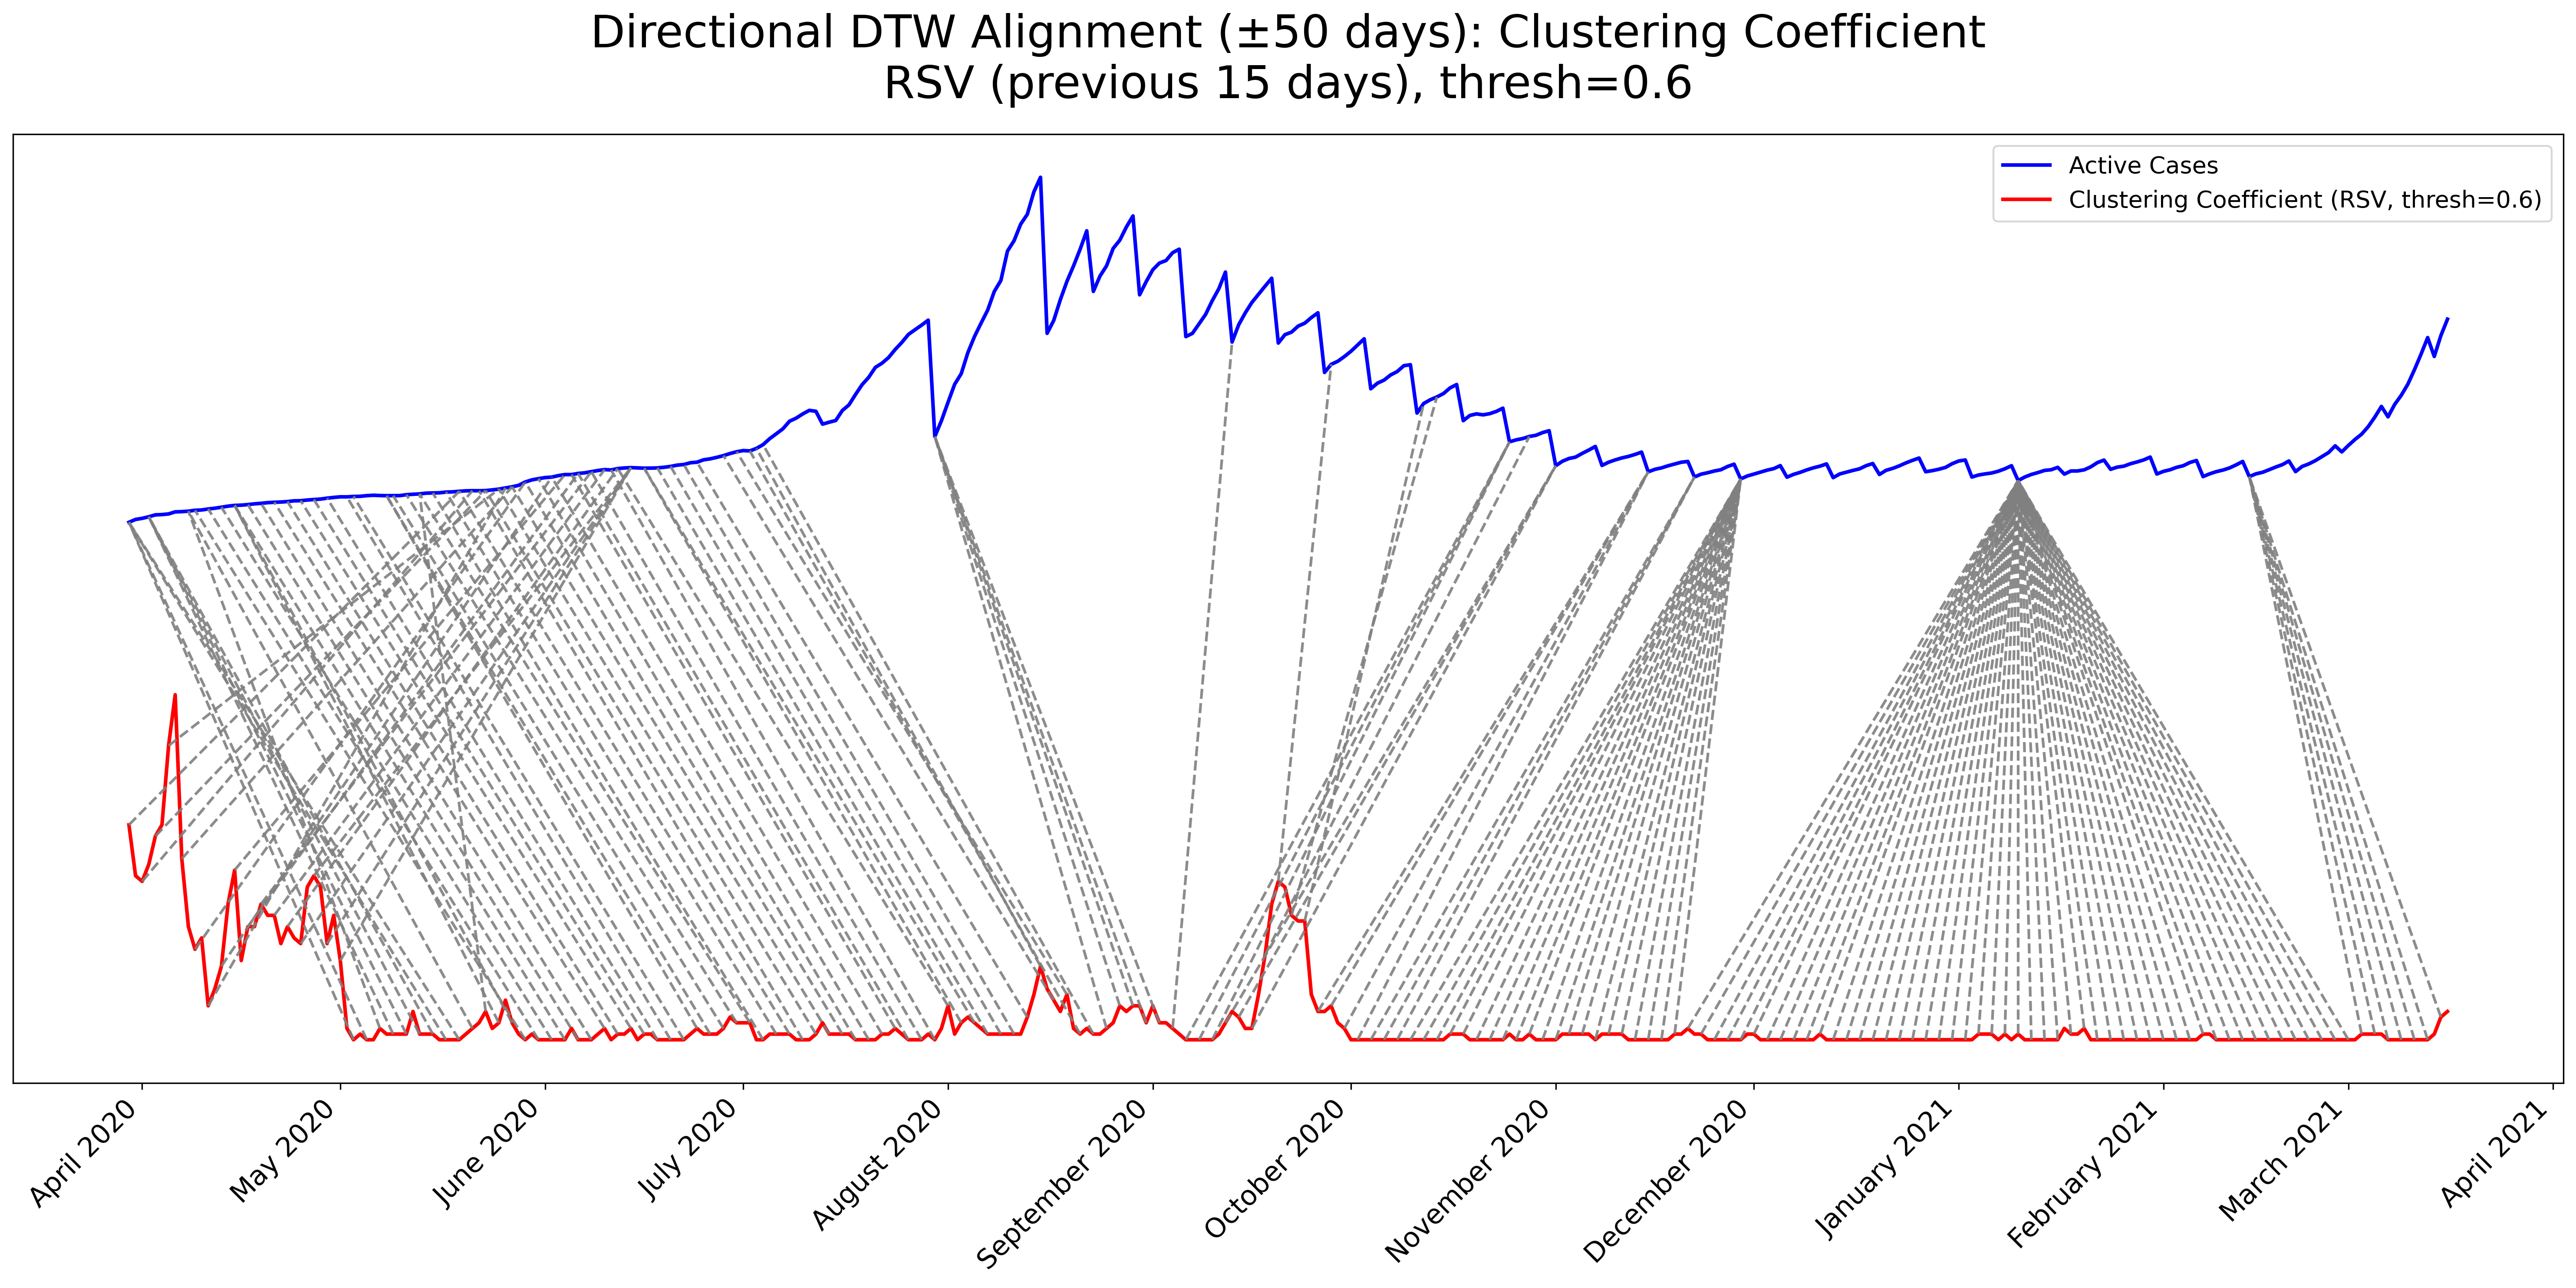 Directional DTW Alignment (±50 days): Clustering Coefficient
RSV (previous 15 days), thresh=0.6
Active Cases
Clustering Coefficient (RSV, thresh=0.6)
April 2020
May 2020
June 2020
July 2020
August 2020
September 2020
October 2020
November 2020
December 2020
January 2021
February 2021
March 2021
April 2021